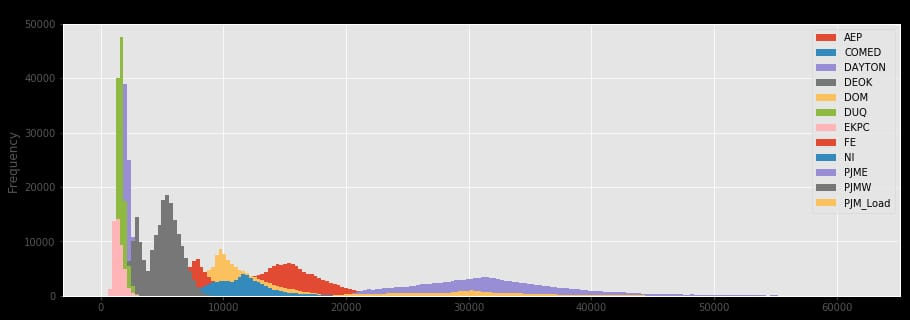 50000
40000
30000
20000
10000
0
Frequency
0
10000
20000
30000
40000
50000
60000
AEP
COMED
DAYTON
DEOK
DOM
DUQ
EKPC
FE
NI
PJME
PJMW
PJM_Load